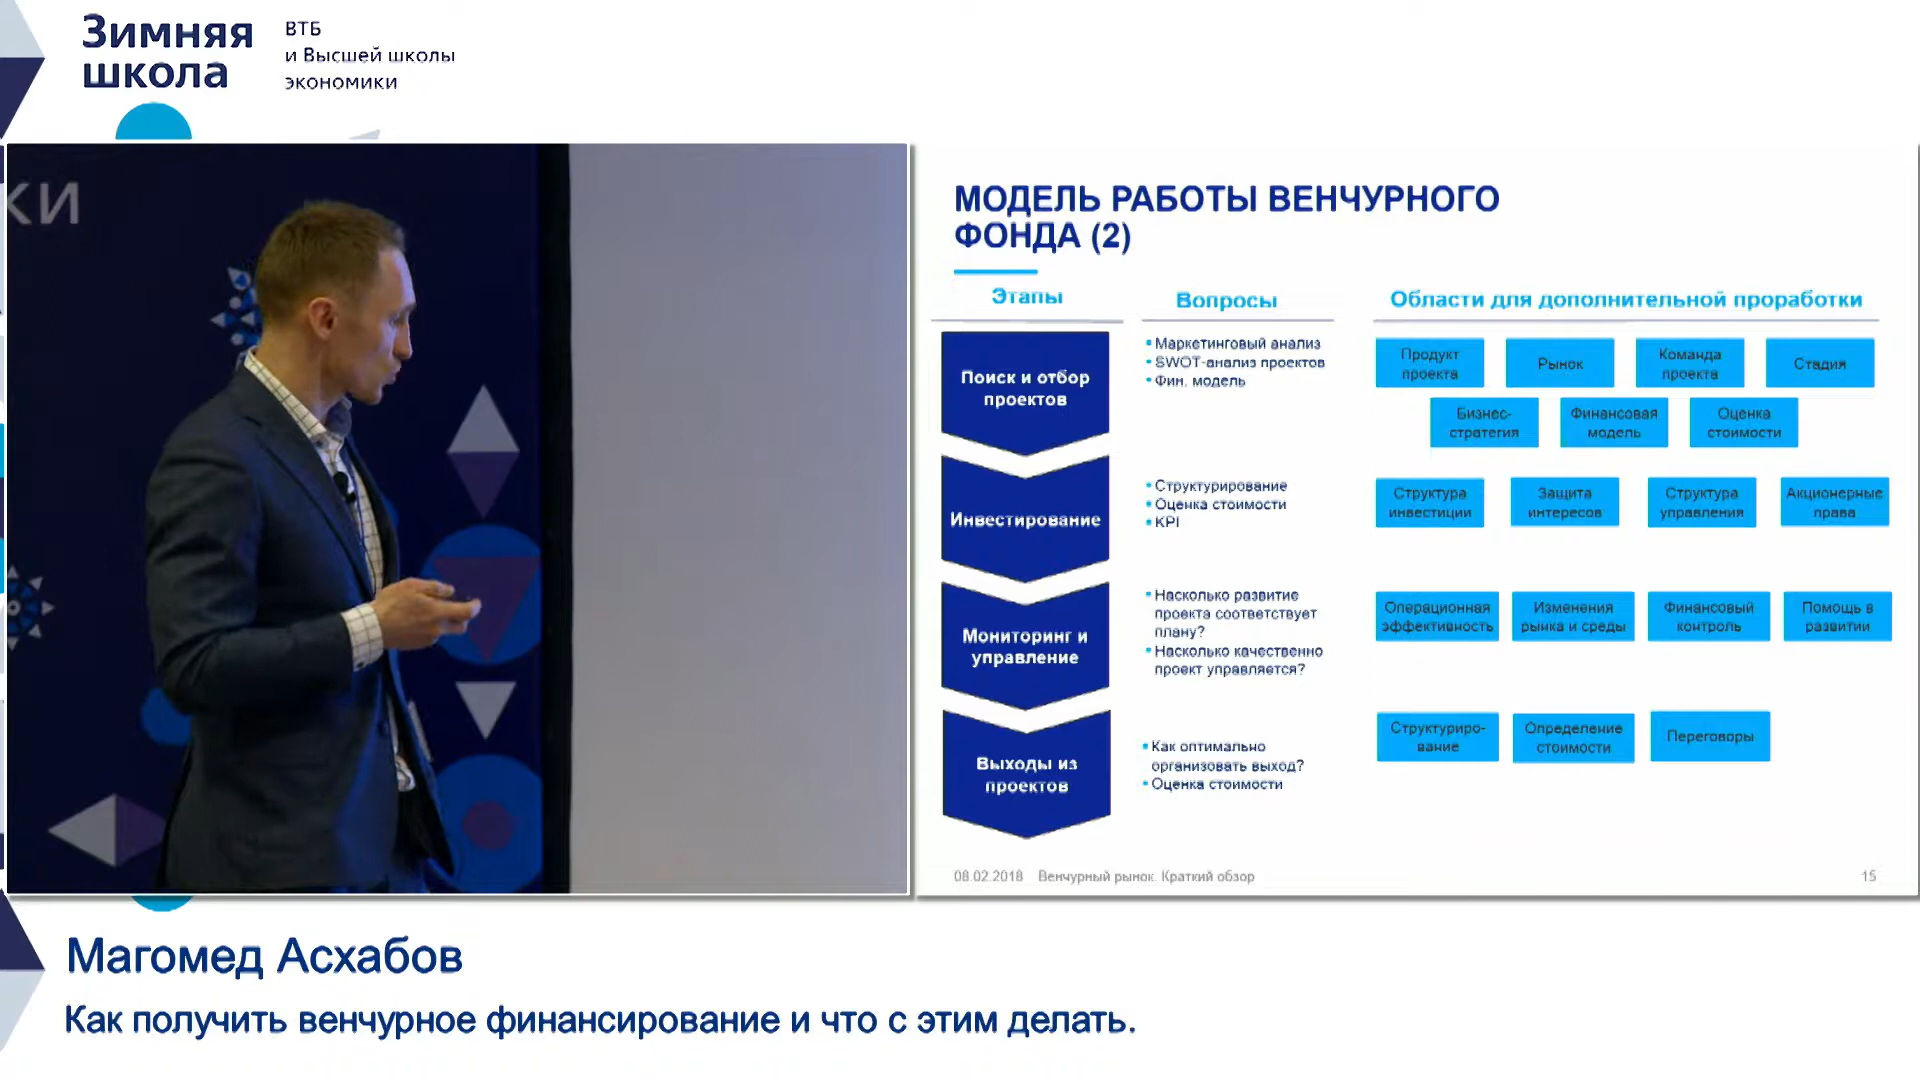 Зимняя
школа
ВТБ
и Высшей школы
экономики
КИ
МОДЕЛЬ РАБОТЫ ВЕНЧУРНОГО
ФОНДА (2)
Этапы
Вопросы
Области для дополнительной проработки
Поиск и отбор
проектов
• Маркетинговый анализ
• SWOT-анализ проектов
• Фин. модель
Продукт
проекта
Рынок
Команда
проекта
Стадия
Бизнес-
стратегия
Финансовая
модель
Оценка
стоимости
Инвестирование
• Структурирование
• Оценка стоимости
• KPI
Структура
инвестиции
Защита
интересов
Структура
управления
Акционерные
права
Мониторинг и
управление
• Насколько развитие
проекта соответствует
плану?
• Насколько качественно
проект управляется?
Операционная
эффективность
Изменения
рынка и среды
Финансовый
контроль
Помощь в
развитии
Выходы из
проектов
• Как оптимально
организовать выход?
• Оценка стоимости
Структуриро-
вание
Определение
стоимости
Переговоры
08.02.2018 Венчурный рынок. Краткий обзор
15
Магомед Асхабов
Как получить венчурное финансирование и что с этим делать.